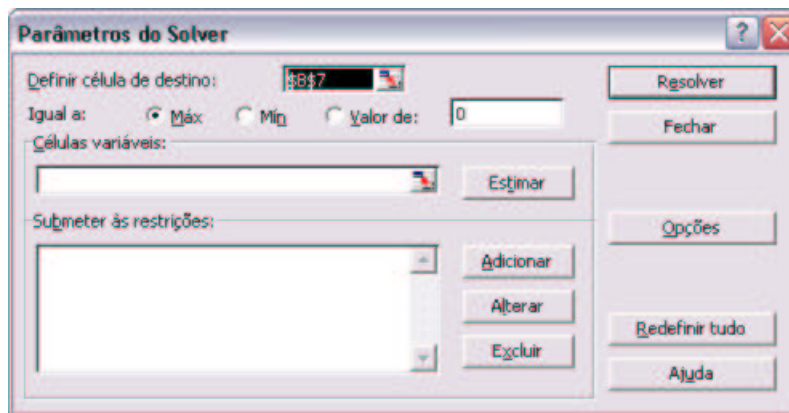 Parâmetros do Solver ?
Definir célula de destino: $B$7 Resolver
Igual a: Máx Mín Valor de: 0 Fechar
Células variáveis:
Estimar
Submeter às restrições: Opções
Adicionar
Alterar
Redefinir tudo
Excluir
Ajuda